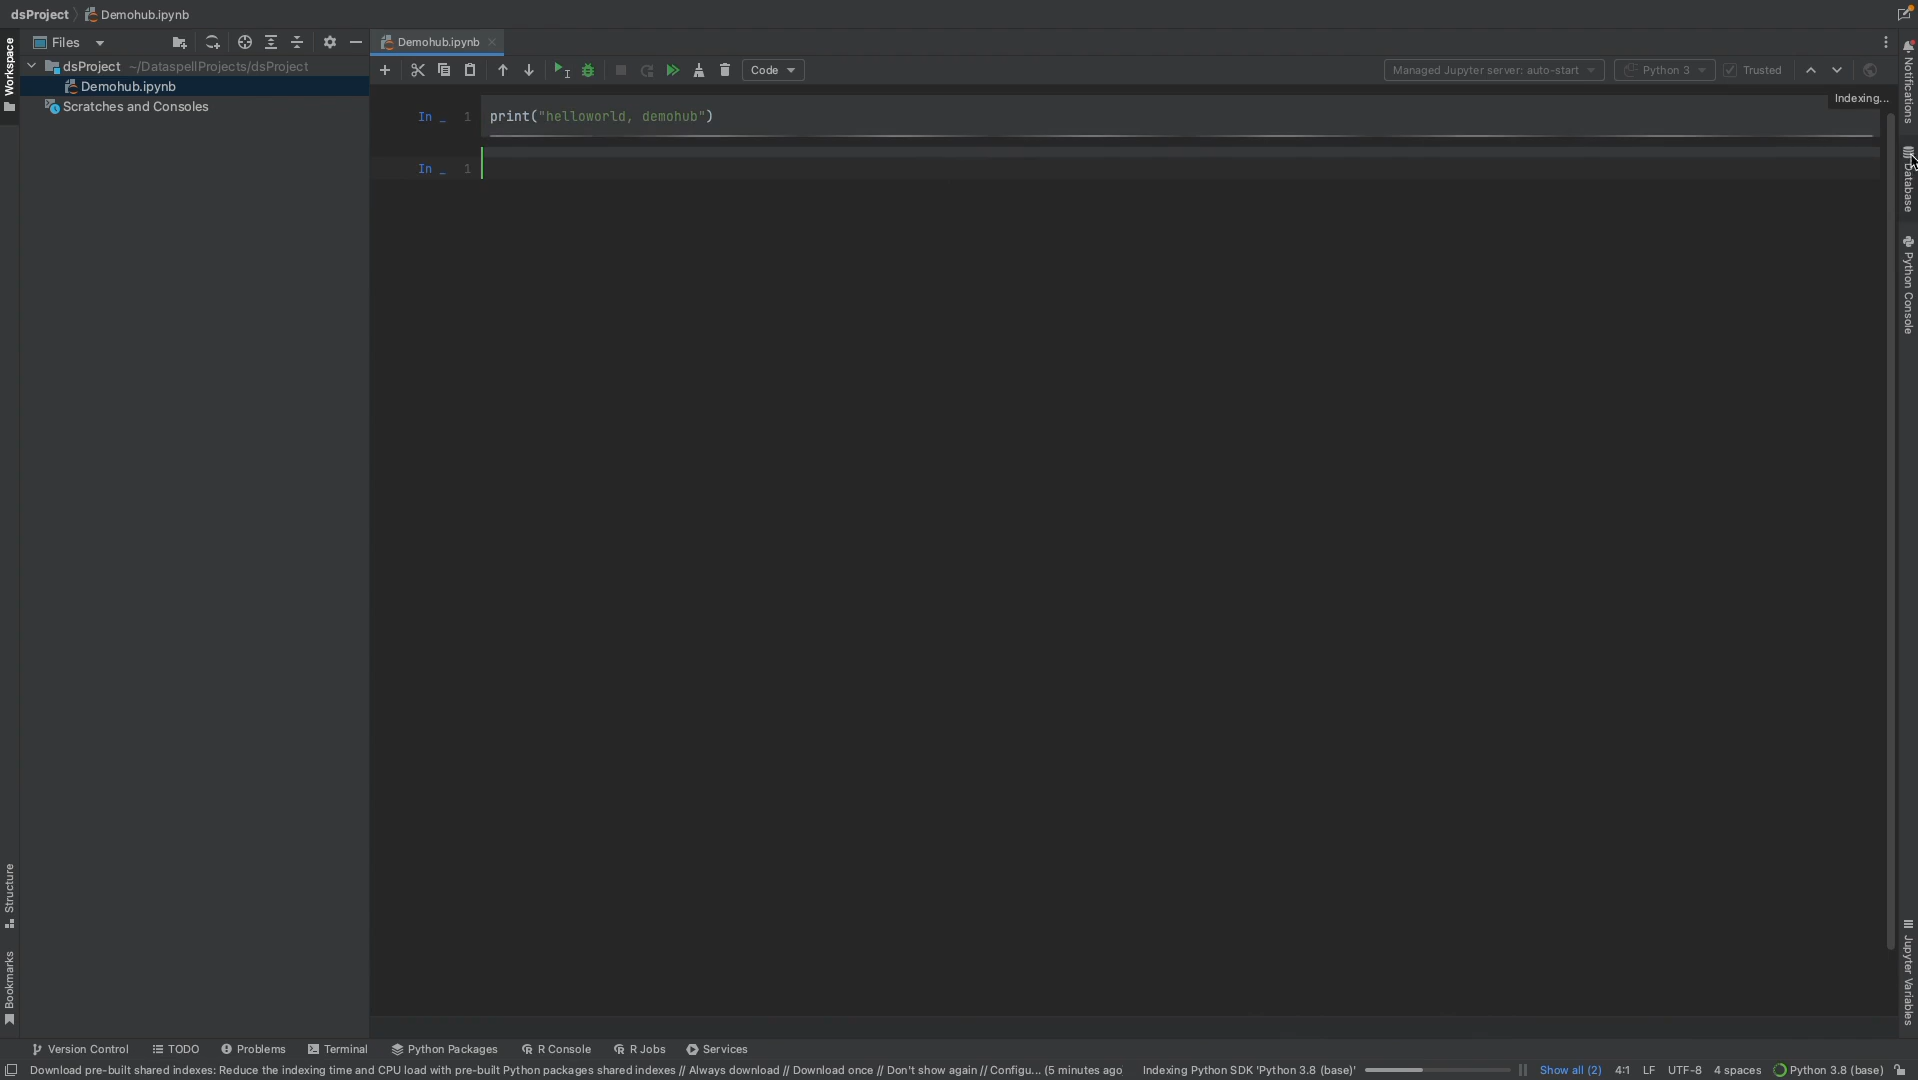 dsProject
Demohub.ipynb
Files
Demohub.ipynb
Workspace
dsProject ~/DataspellProjects/dsProject
Demohub.ipynb
Scratches and Consoles
Code
Managed Jupyter server: auto-start
Python 3
Trusted
Indexing...
In _ 1 print("helloworld, demohub")
In _ 1
Notifications
Database
Python Console
Jupyter Variables
Structure
Bookmarks
Version Control
TODO
Problems
Terminal
Python Packages
R Console
R Jobs
Services
Download pre-built shared indexes: Reduce the indexing time and CPU load with pre-built Python packages shared indexes // Always download // Download once // Don't show again // Configu... (5 minutes ago
Indexing Python SDK 'Python 3.8 (base)'
Show all (2)
4:1
LF
UTF-8
4 spaces
Python 3.8 (base)